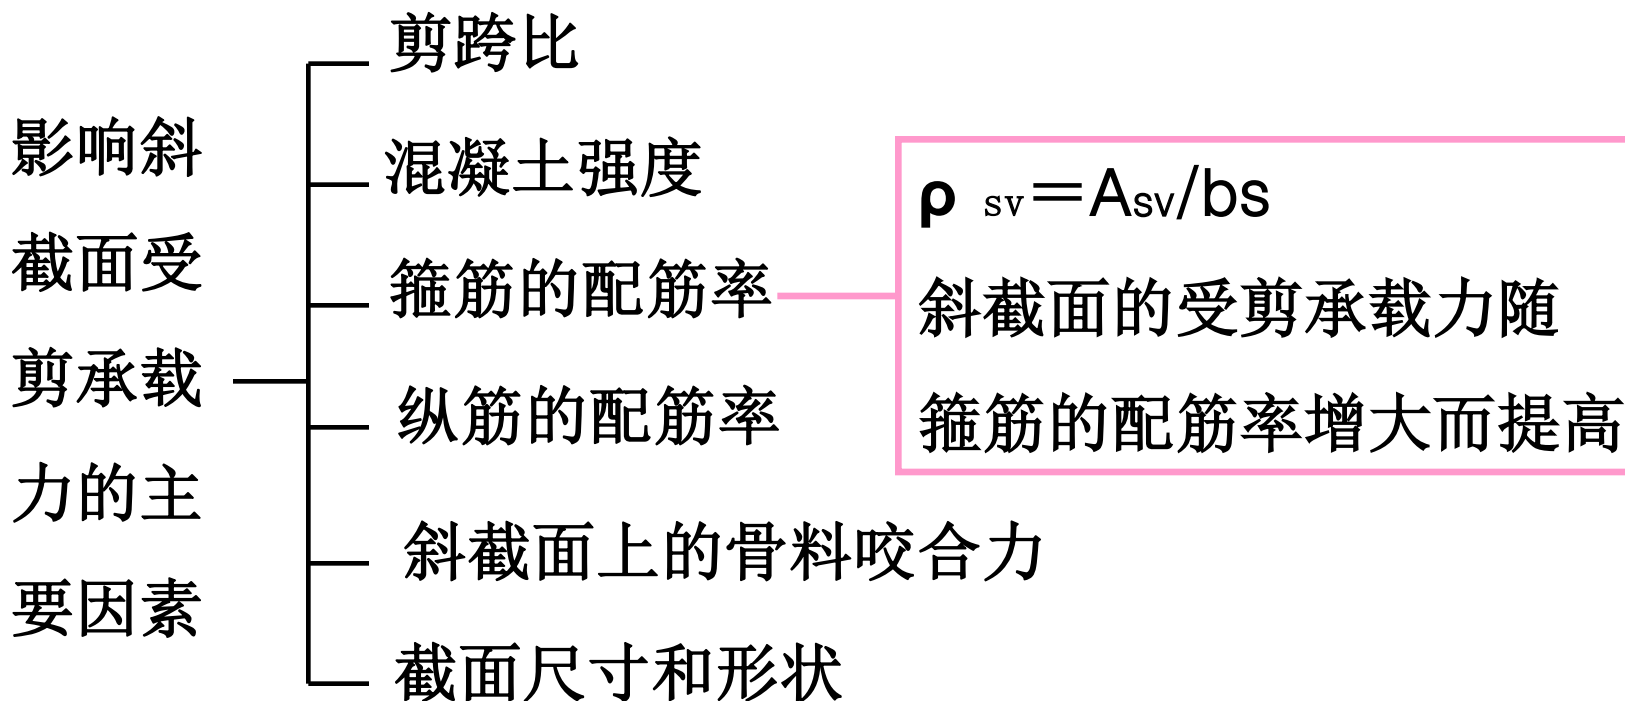 影响斜
截面受
剪承载
力的主
要因素
剪跨比
混凝土强度
箍筋的配筋率
ρ sv＝Asv/bs
斜截面的受剪承载力随
箍筋的配筋率增大而提高
纵筋的配筋率
斜截面上的骨料咬合力
截面尺寸和形状